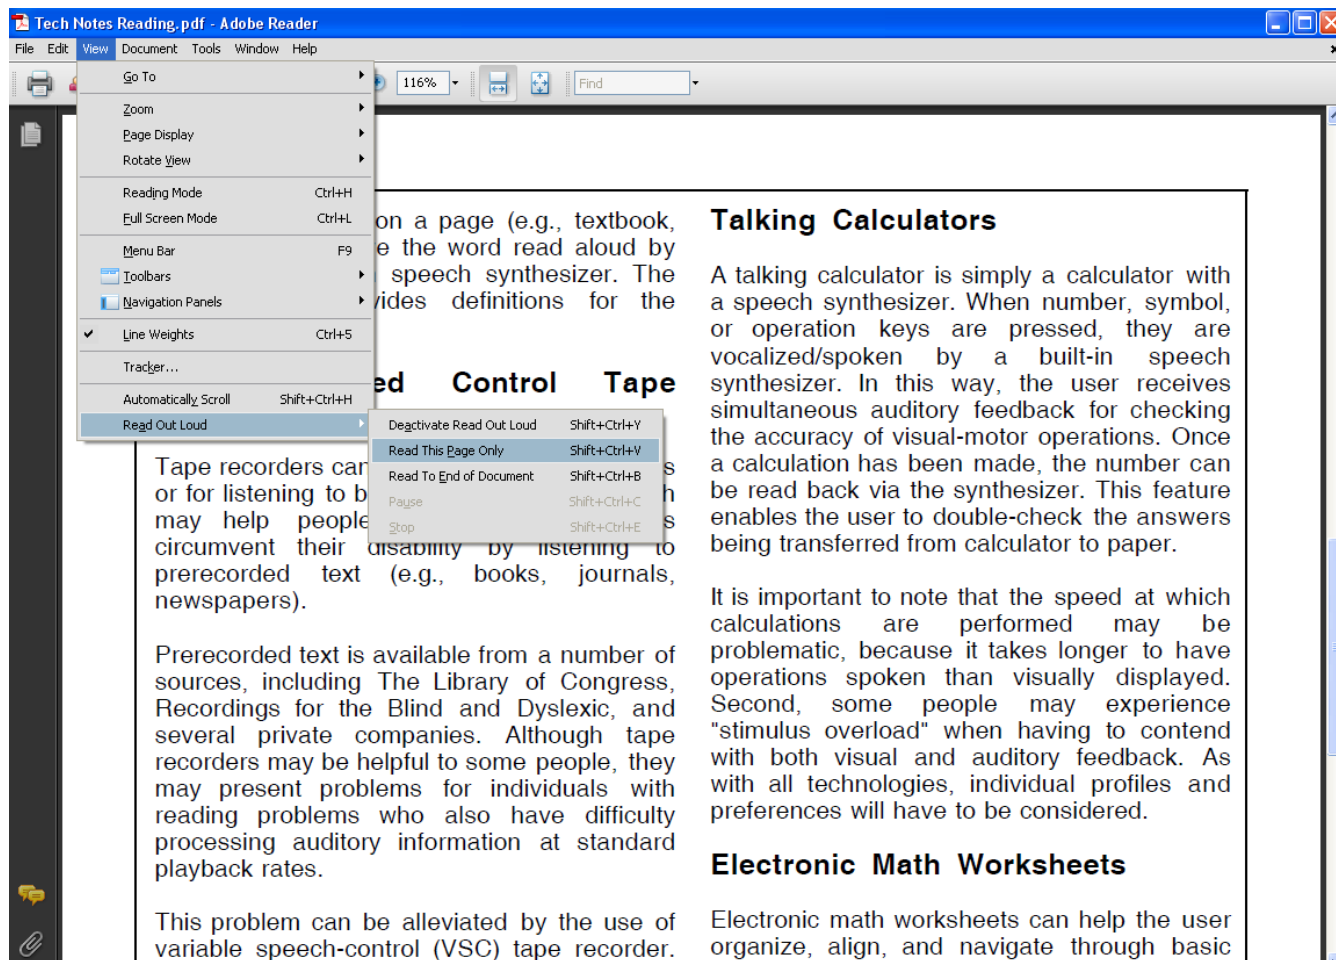 Tech Notes Reading.pdf - Adobe Reader
File Edit View Document Tools Window Help
116%
Find
Go To
Zoom
Page Display
Rotate View
Reading Mode Ctrl+H
Full Screen Mode Ctrl+L
Menu Bar F9
Toolbars
Navigation Panels
Line Weights Ctrl+5
Tracker...
Automatically Scroll Shift+Ctrl+H
Read Out Loud
Deactivate Read Out Loud Shift+Ctrl+Y
Read This Page Only Shift+Ctrl+V
Read To End of Document Shift+Ctrl+B
Pause Shift+Ctrl+C
Stop Shift+Ctrl+E
on a page (e.g., textbook,
the word read aloud by
speech synthesizer. The
definitions for the
Control Tape
Tape recorders can
or for listening to
may help people
circumvent their disability by listening to
prerecorded text (e.g., books, journals,
newspapers).
Prerecorded text is available from a number of
sources, including The Library of Congress,
Recordings for the Blind and Dyslexic, and
several private companies. Although tape
recorders may be helpful to some people, they
may present problems for individuals with
reading problems who also have difficulty
processing auditory information at standard
playback rates.
This problem can be alleviated by the use of
variable speech-control (VSC) tape recorder.
Talking Calculators
A talking calculator is simply a calculator with
a speech synthesizer. When number, symbol,
or operation keys are pressed, they are
vocalized/spoken by a built-in speech
synthesizer. In this way, the user receives
simultaneous auditory feedback for checking
the accuracy of visual-motor operations. Once
a calculation has been made, the number can
be read back via the synthesizer. This feature
enables the user to double-check the answers
being transferred from calculator to paper.
It is important to note that the speed at which
calculations are performed may be
problematic, because it takes longer to have
operations spoken than visually displayed.
Second, some people may experience
"stimulus overload" when having to contend
with both visual and auditory feedback. As
with all technologies, individual profiles and
preferences will have to be considered.
Electronic Math Worksheets
Electronic math worksheets can help the user
organize, align, and navigate through basic